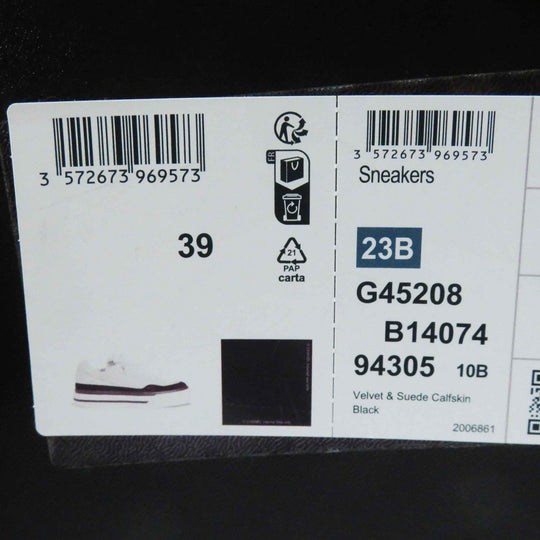 3 572673 969573
39
FR
21
PAP
carta
3 572673 969573
Sneakers
23B
G45208
B14074
94305 10B
Velvet & Suede Calfskin
Black
2006861